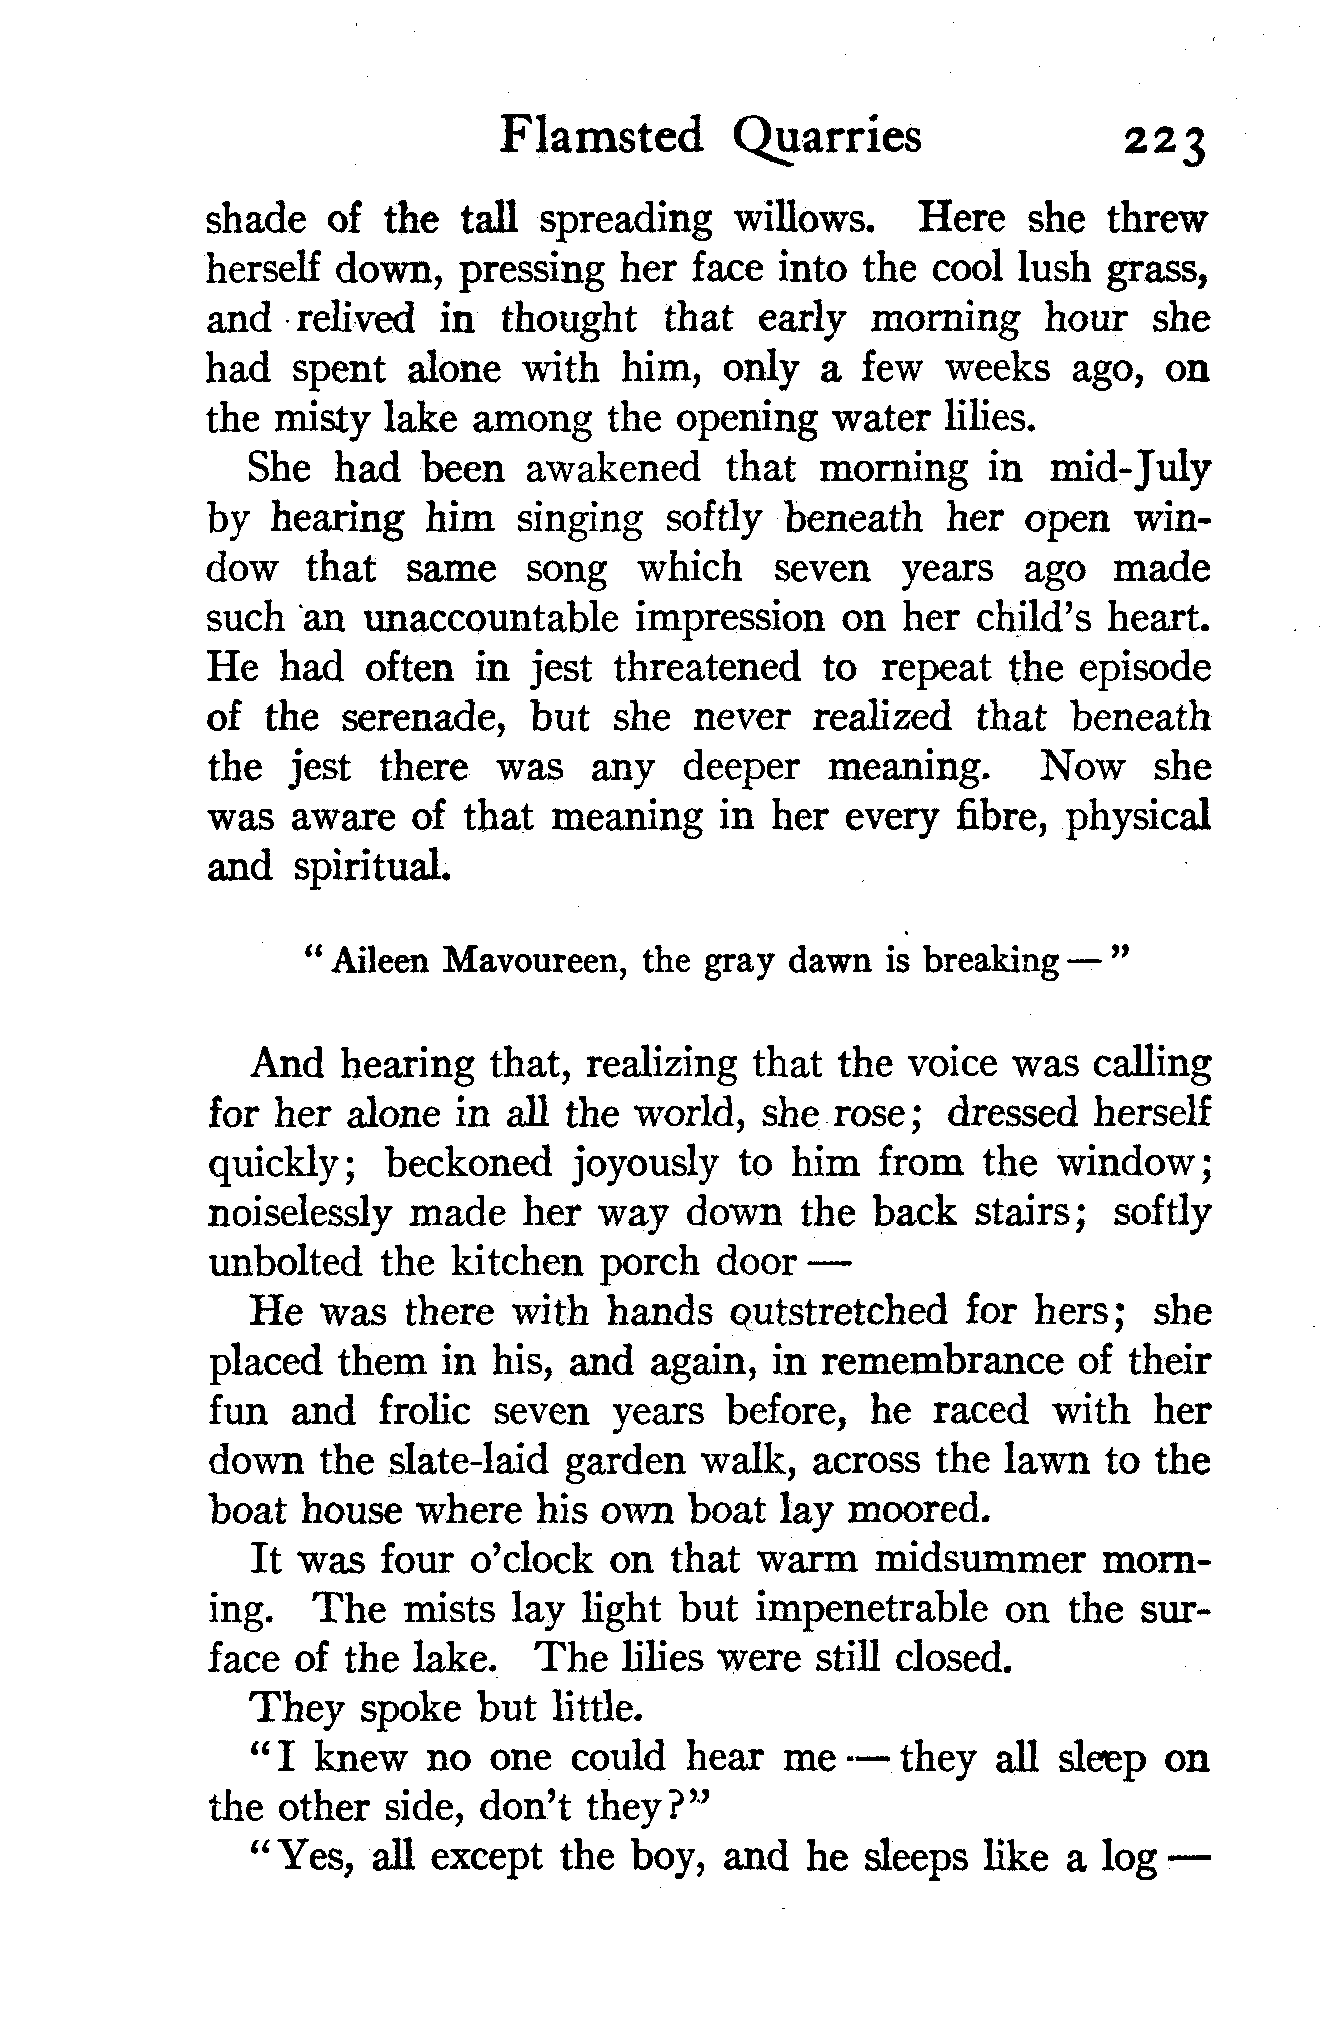 Flamsted Quarries 223
shade of the tall spreading willows. Here she threw
herself down, pressing her face into the cool lush grass,
and relived in thought that early morning hour she
had spent alone with him, only a few weeks ago, on
the misty lake among the opening water lilies.
She had been awakened that morning in mid-July
by hearing him singing softly beneath her open win-
dow that same song which seven years ago made
such an unaccountable impression on her child's heart.
He had often in jest threatened to repeat the episode
of the serenade, but she never realized that beneath
the jest there was any deeper meaning. Now she
was aware of that meaning in her every fibre, physical
and spiritual.
"Aileen Mavoureen, the gray dawn is breaking—"
And hearing that, realizing that the voice was calling
for her alone in all the world, she rose; dressed herself
quickly; beckoned joyously to him from the window;
noiselessly made her way down the back stairs; softly
unbolted the kitchen porch door—
He was there with hands outstretched for hers; she
placed them in his, and again, in remembrance of their
fun and frolic seven years before, he raced with her
down the slate-laid garden walk, across the lawn to the
boat house where his own boat lay moored.
It was four o'clock on that warm midsummer morn-
ing. The mists lay light but impenetrable on the sur-
face of the lake. The lilies were still closed.
They spoke but little.
"I knew no one could hear me—they all sleep on
the other side, don't they?"
"Yes, all except the boy, and he sleeps like a log—